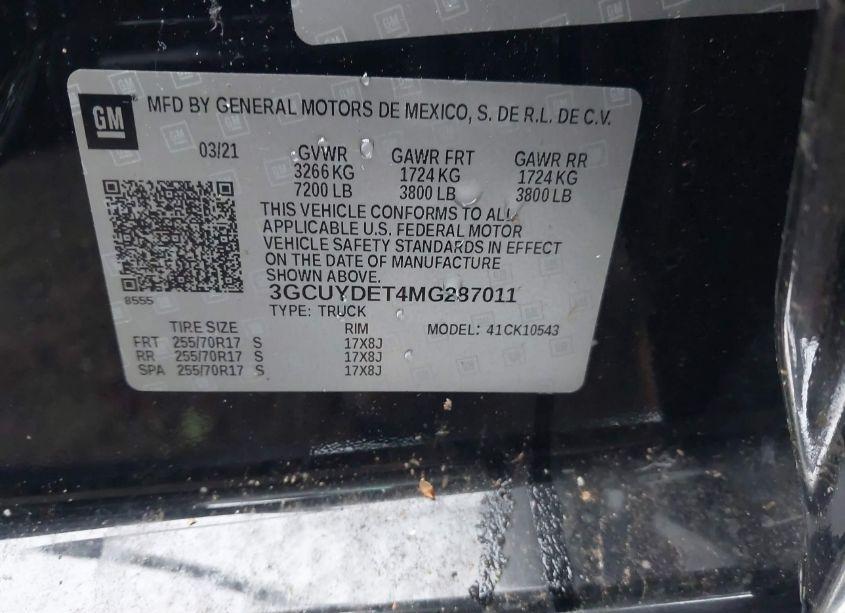 GM
MFD BY GENERAL MOTORS DE MEXICO, S. DE R.L. DE C.V.
03/21 GVWR GAWR FRT GAWR RR
3266 KG 1724 KG 1724 KG
7200 LB 3800 LB 3800 LB
THIS VEHICLE CONFORMS TO ALL
APPLICABLE U.S. FEDERAL MOTOR
VEHICLE SAFETY STANDARDS IN EFFECT
ON THE DATE OF MANUFACTURE
SHOWN ABOVE.
8555
3GCUYDET4MG287011
TYPE: TRUCK
TIRE SIZE RIM MODEL: 41CK10543
FRT 255/70R17 S 17X8J
RR 255/70R17 S 17X8J
SPA 255/70R17 S 17X8J